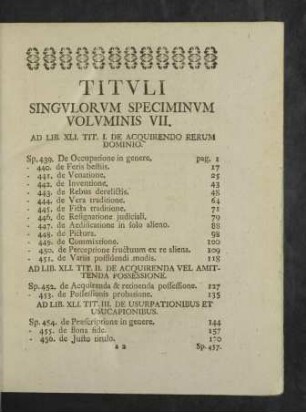 TITVLI
SINGVLORVM SPECIMINVM
VOLVMINIS VII.
AD LIB. XLI. TIT. I. DE ACQUIRENDO RERUM
DOMINIO.
Sp. 439. De Occupatione in genere. pag. 1
- 440. de Feris bestiis. 17
- 441. de Venatione. 25
- 442. de Inventione. 43
- 443. de Rebus derelictis. 48
- 444. de Vera traditione. 64
- 445. de Ficta traditione. 71
- 446. de Resignatione judiciali. 79
- 447. de Aedificatione in solo alieno. 88
- 448. de Pictura. 92
- 449. de Commixtione. 100
- 450. de Perceptione fructuum ex re aliena. 109
- 451. de Variis possidendi modis. 118
AD LIB. XLI. TIT. II. DE ACQUIRENDA VEL AMIT-
TENDA POSSESSIONE.
Sp. 452. de Acquirenda & retinenda possessione. 127
- 453. de Possessionis probatione. 135
AD LIB. XLI. TIT. III. DE USURPATIONIBUS ET
USUCAPIONIBUS.
Sp. 454. de Praescriptione in genere. 144
- 455. de Bona fide. 157
- 456. de Justo titulo. 170
a 2 Sp. 457.